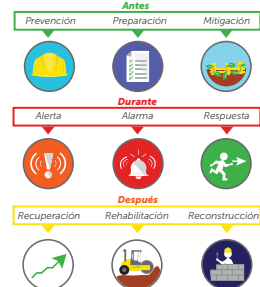 Antes
Prevención Preparación Mitigación
Durante
Alerta Alarma Respuesta
Después
Recuperación Rehabilitación Reconstrucción